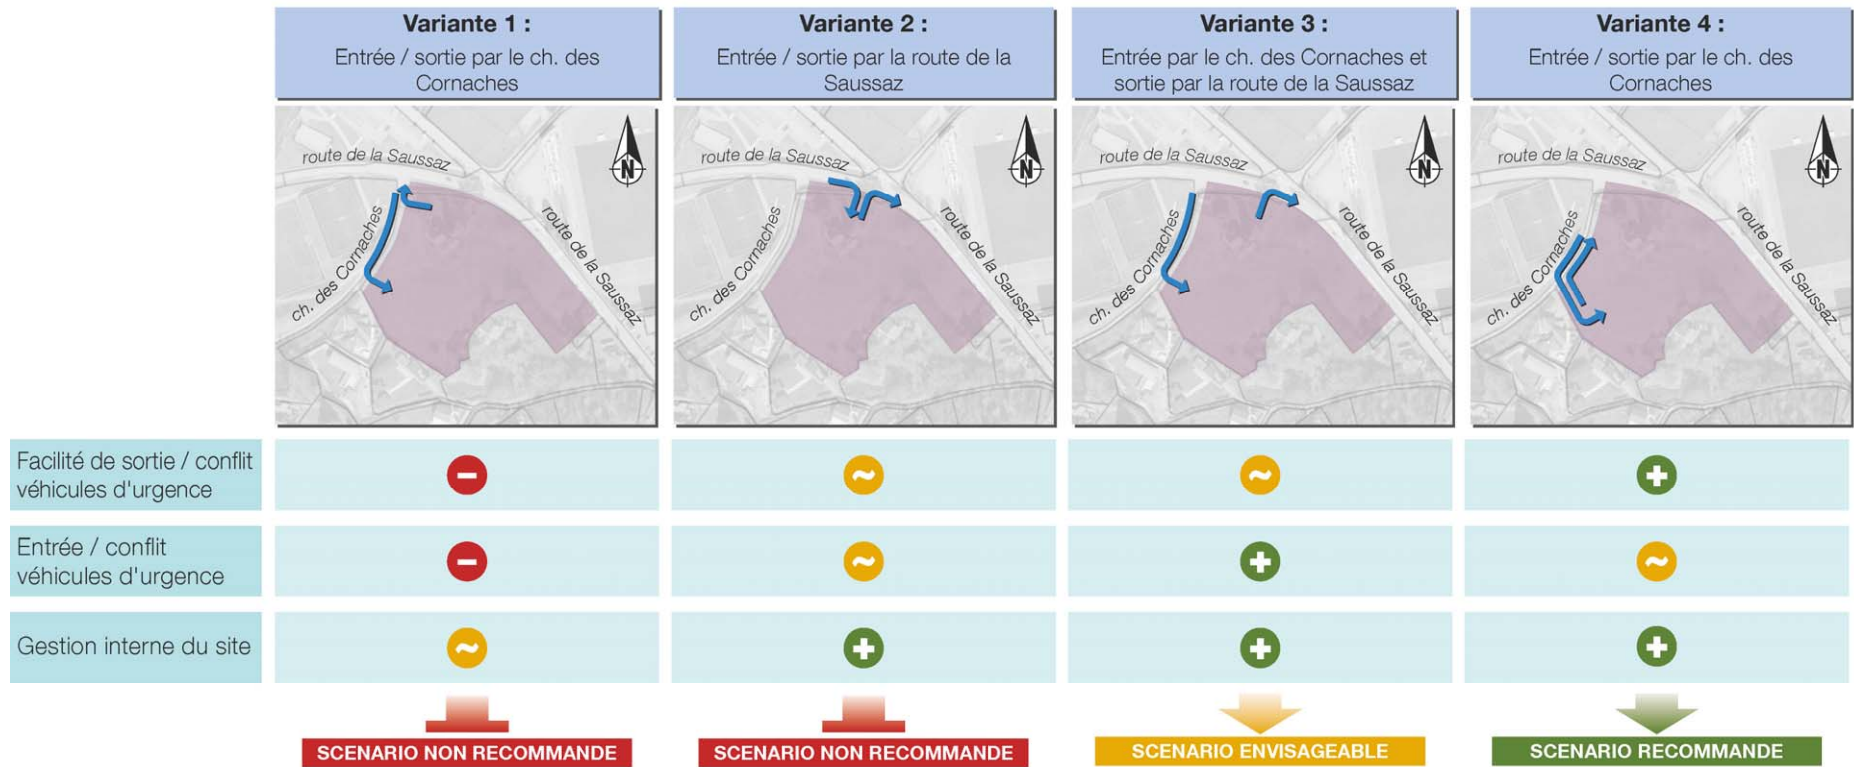 Variante 1 :
Entrée / sortie par le ch. des
Cornaches
Variante 2 :
Entrée / sortie par la route de la
Saussaz
Variante 3 :
Entrée par le ch. des Cornaches et
sortie par la route de la Saussaz
Variante 4 :
Entrée / sortie par le ch. des
Cornaches
route de la Saussaz
N
ch. des Cornaches
route de la Saussaz
route de la Saussaz
N
ch. des Cornaches
route de la Saussaz
route de la Saussaz
N
ch. des Cornaches
route de la Saussaz
route de la Saussaz
N
ch. des Cornaches
route de la Saussaz
Facilité de sortie / conflit
véhicules d'urgence
− ~ ~ +
Entrée / conflit
véhicules d'urgence
− ~ + ~
Gestion interne du site
~ + + +
SCENARIO NON RECOMMANDE
SCENARIO NON RECOMMANDE
SCENARIO ENVISAGEABLE
SCENARIO RECOMMANDE